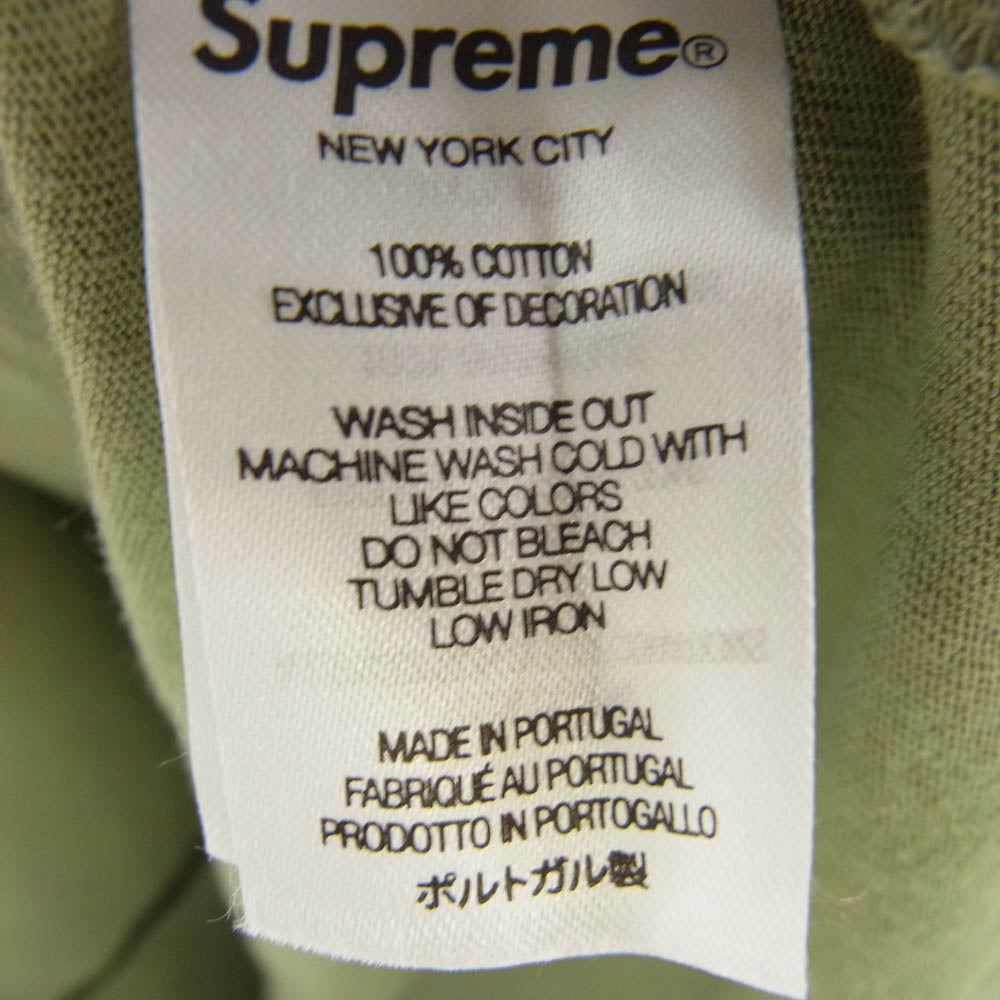 Supreme®
NEW YORK CITY
100% COTTON
EXCLUSIVE OF DECORATION
WASH INSIDE OUT
MACHINE WASH COLD WITH
LIKE COLORS
DO NOT BLEACH
TUMBLE DRY LOW
LOW IRON
MADE IN PORTUGAL
FABRIQUÉ AU PORTUGAL
PRODOTTO IN PORTOGALLO
ポルトガル製